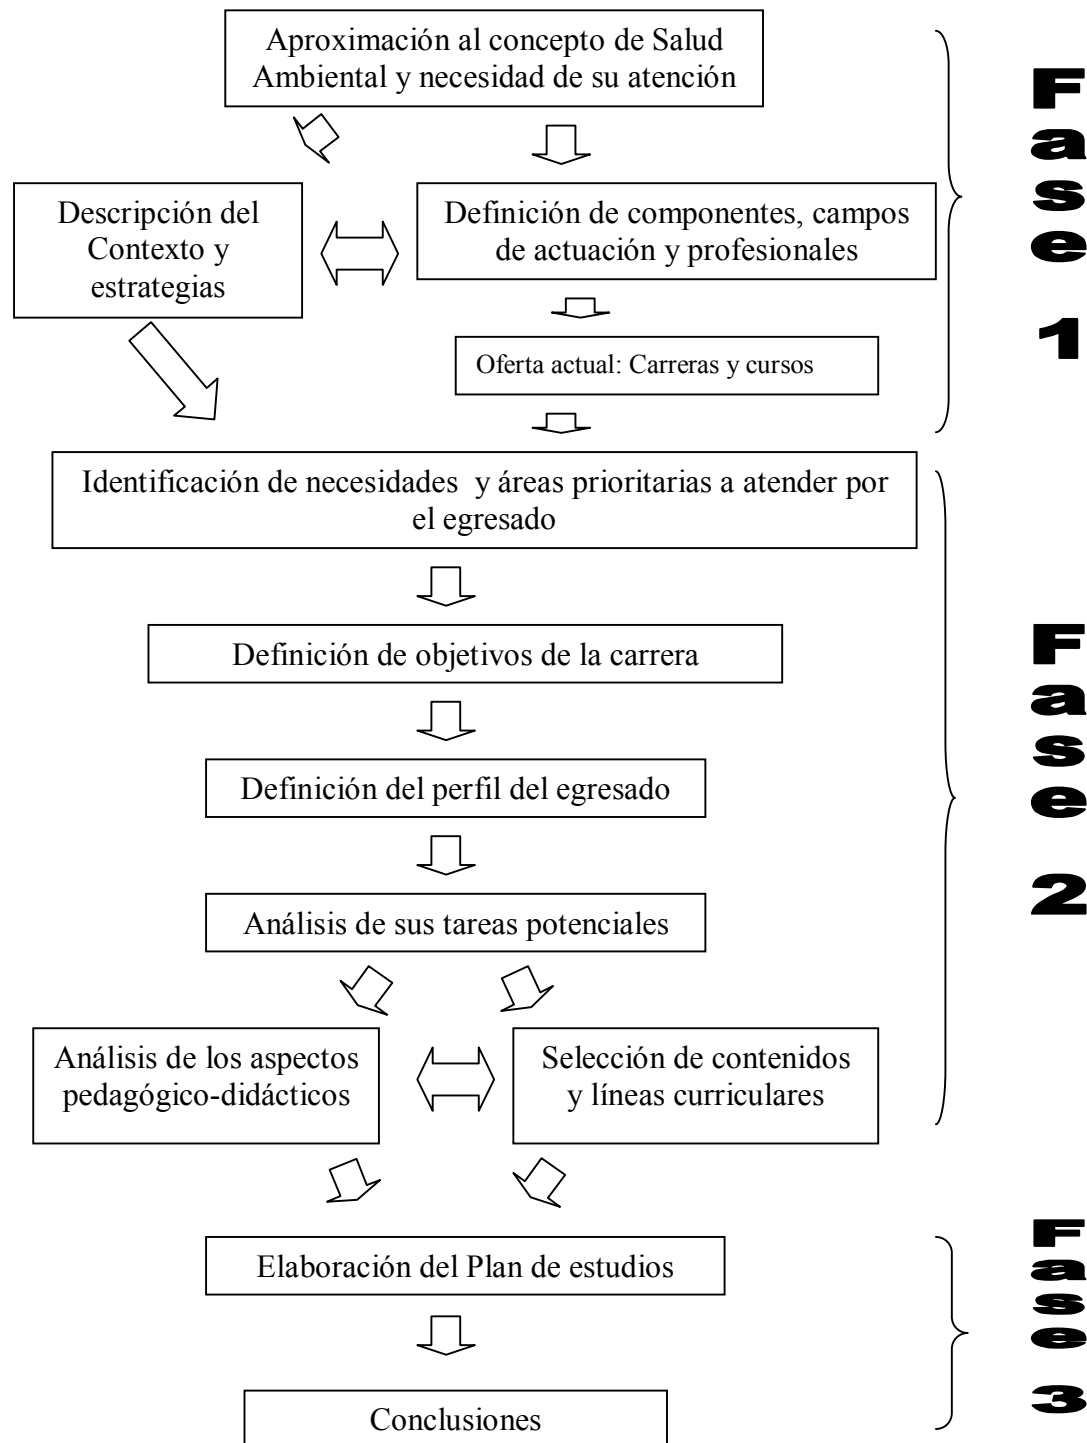 Aproximación al concepto de Salud
Ambiental y necesidad de su atención
Descripción del
Contexto y
estrategias
Definición de componentes, campos
de actuación y profesionales
Oferta actual: Carreras y cursos
Fase 1
Identificación de necesidades y áreas prioritarias a atender por
el egresado
Definición de objetivos de la carrera
Definición del perfil del egresado
Análisis de sus tareas potenciales
Análisis de los aspectos
pedagógico-didácticos
Selección de contenidos
y líneas curriculares
Fase 2
Elaboración del Plan de estudios
Conclusiones
Fase 3